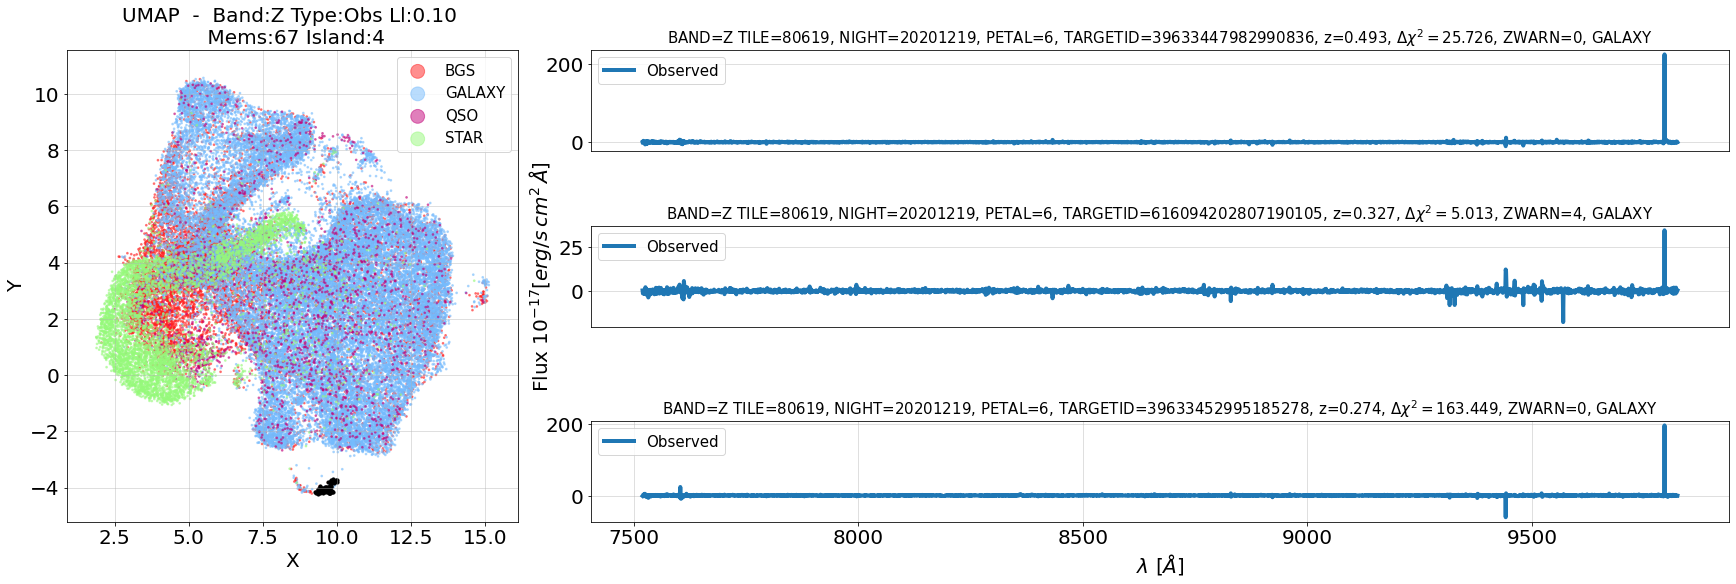 UMAP - Band:Z Type:Obs Ll:0.10
Mems:67 Island:4
BGS
GALAXY
QSO
STAR
10
8
6
4
2
0
−2
−4
Y
2.5 5.0 7.5 10.0 12.5 15.0
X
BAND=Z TILE=80619, NIGHT=20201219, PETAL=6, TARGETID=39633447982990836, z=0.493, Δχ² = 25.726, ZWARN=0, GALAXY
Observed
200
0
BAND=Z TILE=80619, NIGHT=20201219, PETAL=6, TARGETID=616094202807190105, z=0.327, Δχ² = 5.013, ZWARN=4, GALAXY
Observed
25
0
Flux 10⁻¹⁷[erg/s cm² Å]
BAND=Z TILE=80619, NIGHT=20201219, PETAL=6, TARGETID=39633452995185278, z=0.274, Δχ² = 163.449, ZWARN=0, GALAXY
Observed
200
0
7500 8000 8500 9000 9500
λ [Å]